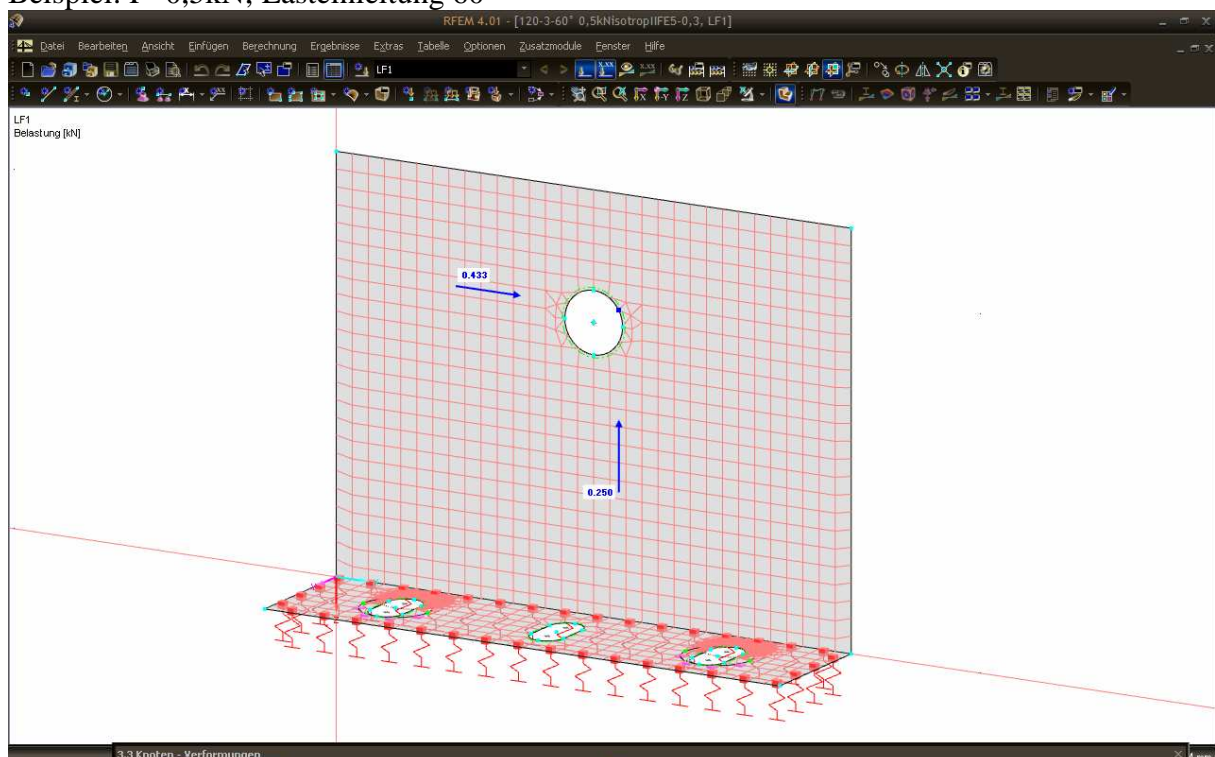 Beispiel: P=0,5kN, Lasteinleitung 60°
RFEM 4.01 - [120-3-60° 0,5kNisotropIIFE5-0,3, LF1]
Datei Bearbeiten Ansicht Einfügen Berechnung Ergebnisse Extras Tabelle Optionen Zusatzmodule Fenster Hilfe
LF1
LF1
Belastung [kN]
0.433
0.250
3.3 Knoten - Verformungen